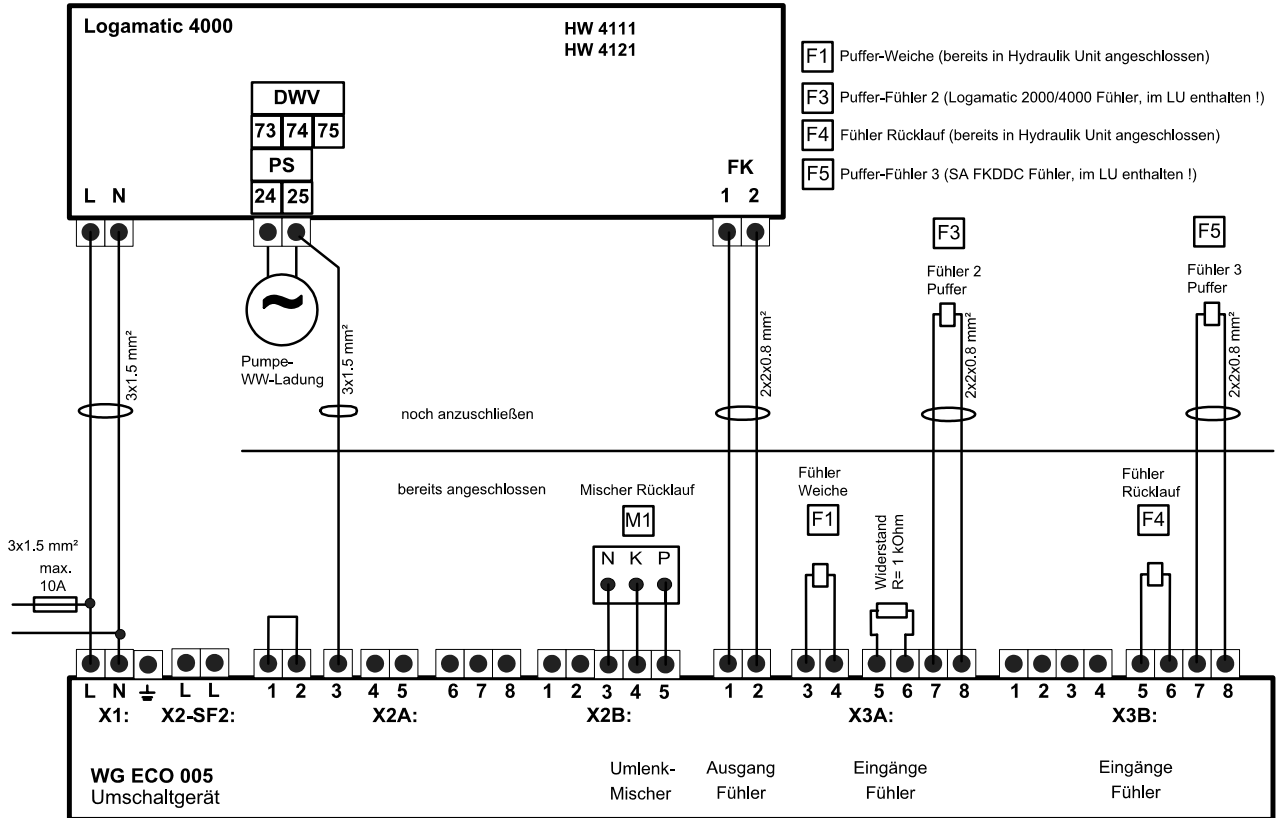 Logamatic 4000
HW 4111
HW 4121
DWV
73 74 75
PS
24 25
L N
FK
1 2
F1 Puffer-Weiche (bereits in Hydraulik Unit angeschlossen)
F3 Puffer-Fühler 2 (Logamatic 2000/4000 Fühler, im LU enthalten !)
F4 Fühler Rücklauf (bereits in Hydraulik Unit angeschlossen)
F5 Puffer-Fühler 3 (SA FKDDC Fühler, im LU enthalten !)
F3
Fühler 2
Puffer
F5
Fühler 3
Puffer
~
Pumpe-
WW-Ladung
3x1.5 mm²
3x1.5 mm²
2x2x0.8 mm²
2x2x0.8 mm²
2x2x0.8 mm²
noch anzuschließen
bereits angeschlossen
Mischer Rücklauf
M1
N K P
Fühler
Weiche
F1
Widerstand
R= 1 kOhm
Fühler
Rücklauf
F4
3x1.5 mm²
max.
10A
L N L L 1 2 3 4 5 6 7 8 1 2 3 4 5 1 2 3 4 5 6 7 8 1 2 3 4 5 6 7 8
X1: X2-SF2: X2A: X2B: X3A: X3B:
WG ECO 005
Umschaltgerät
Umlenk-
Mischer
Ausgang
Fühler
Eingänge
Fühler
Eingänge
Fühler